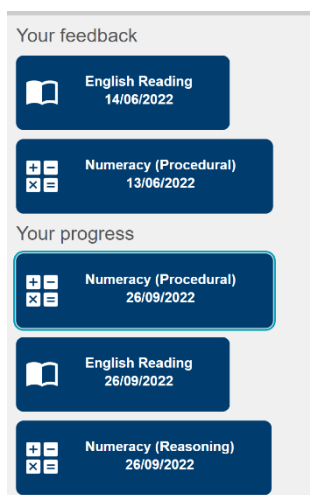 Your feedback
English Reading
14/06/2022
Numeracy (Procedural)
13/06/2022
Your progress
Numeracy (Procedural)
26/09/2022
English Reading
26/09/2022
Numeracy (Reasoning)
26/09/2022